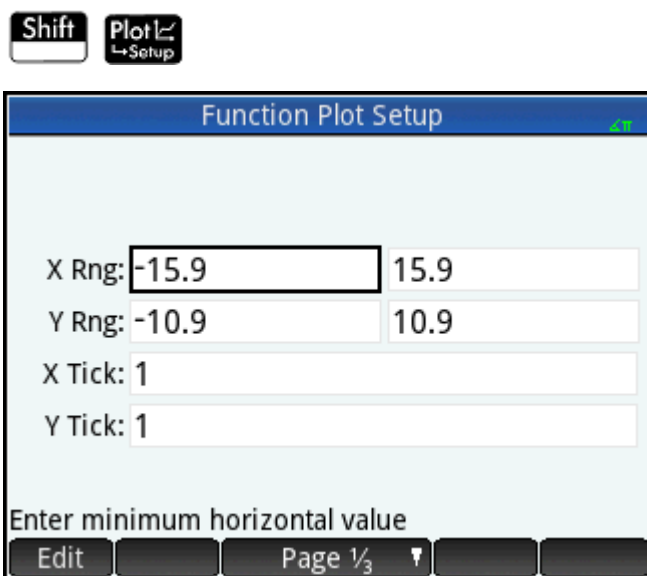 Shift Plot
↳Setup
Function Plot Setup ∡π
X Rng: -15.9 15.9
Y Rng: -10.9 10.9
X Tick: 1
Y Tick: 1
Enter minimum horizontal value
Edit Page ⅓ ▼